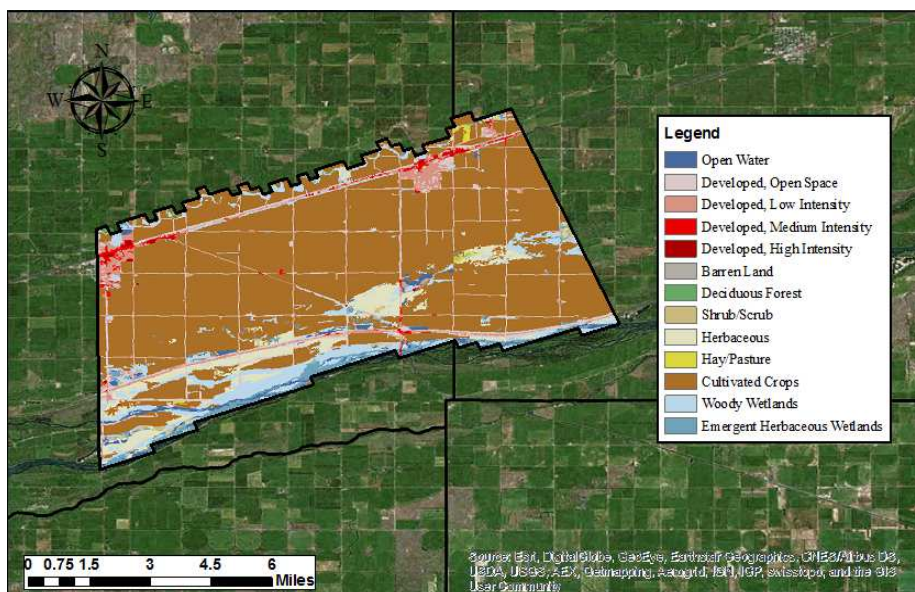 N
W
E
S
Legend
Open Water
Developed, Open Space
Developed, Low Intensity
Developed, Medium Intensity
Developed, High Intensity
Barren Land
Deciduous Forest
Shrub/Scrub
Herbaceous
Hay/Pasture
Cultivated Crops
Woody Wetlands
Emergent Herbaceous Wetlands
0 0.75 1.5 3 4.5 6
Miles
Source: Esri, DigitalGlobe, GeoEye, Earthstar Geographics, CNES/Airbus DS,
USDA, USGS, AEX, Getmapping, Aerogrid, IGN, IGP, swisstopo, and the GIS
User Community